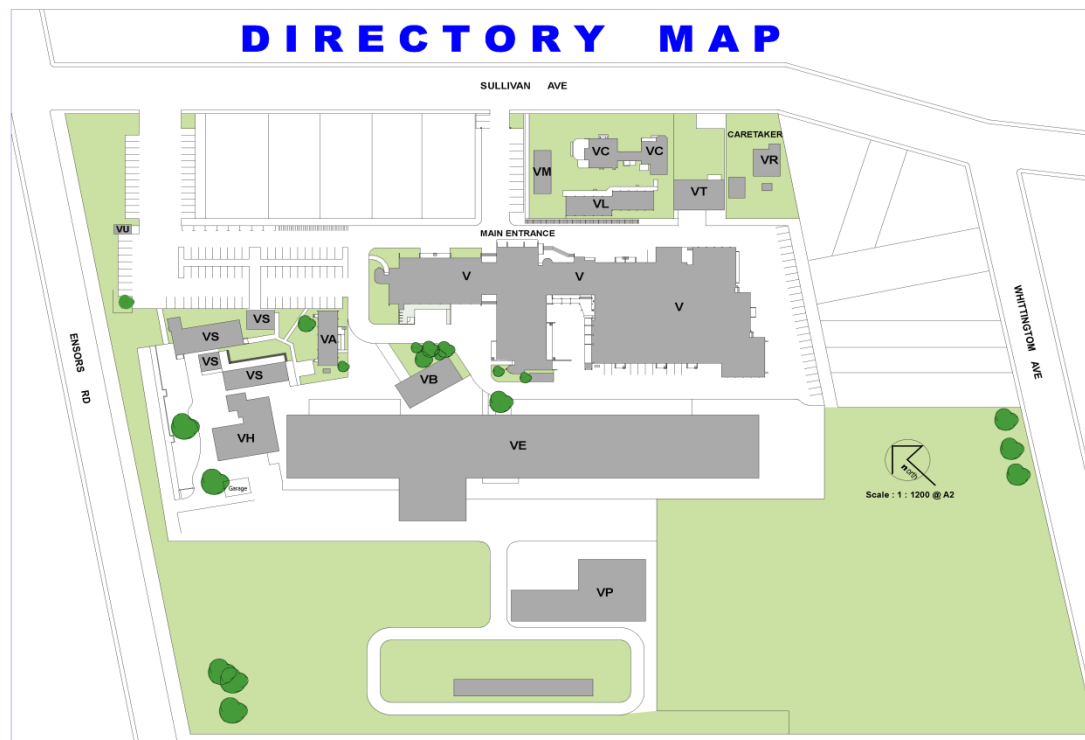 DIRECTORY MAP
SULLIVAN AVE
CARETAKER
VC
VC
VM
VR
VL
VT
VU
MAIN ENTRANCE
V
V
V
VS
VS
VS
VS
VA
VB
ENSORS RD
WHITTINGTOM AVE
VH
VE
Garage
north
Scale : 1 : 1200 @ A2
VP